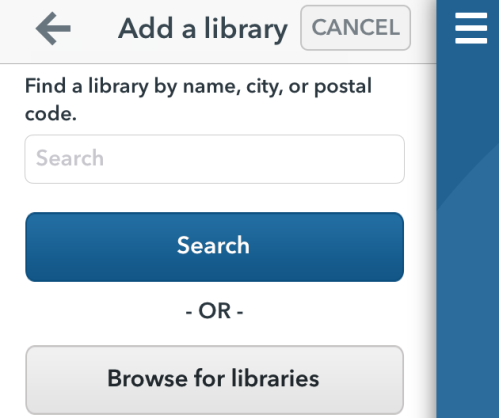 Add a library
CANCEL
Find a library by name, city, or postal
code.
Search
Search
- OR -
Browse for libraries